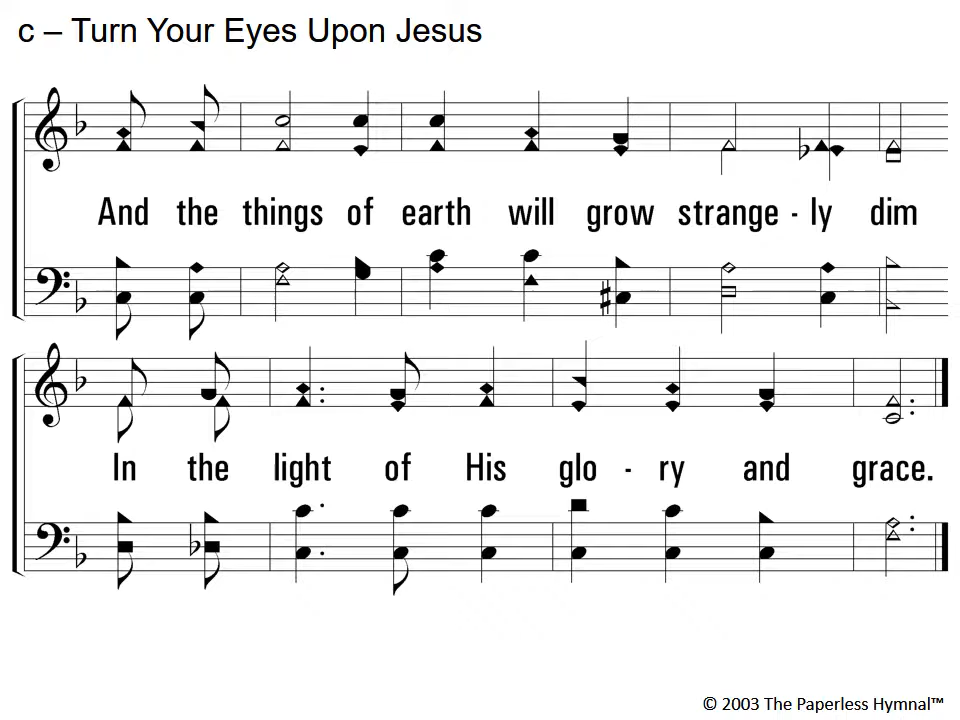 c – Turn Your Eyes Upon Jesus
And the things of earth will grow strange - ly dim
In the light of His glo - ry and grace.
© 2003 The Paperless Hymnal™